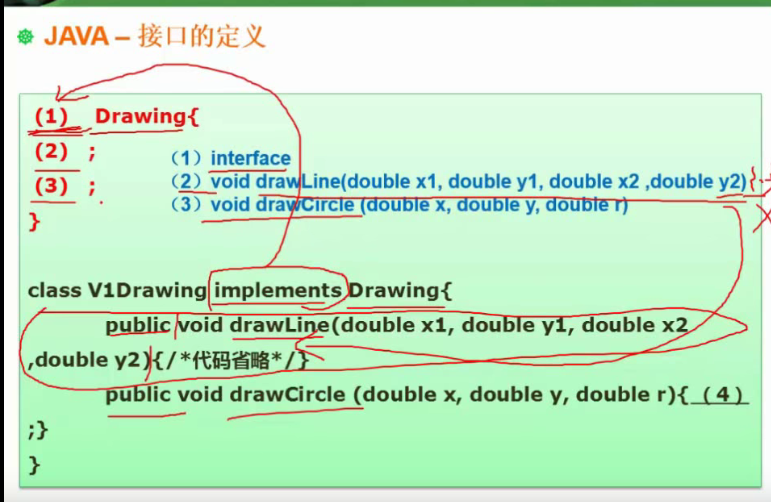 JAVA – 接口的定义
(1) Drawing{
(2) ;
(3) ;
}
（1）interface
（2）void drawLine(double x1, double y1, double x2 ,double y2)
（3）void drawCircle (double x, double y, double r)
class V1Drawing implements Drawing{
public void drawLine(double x1, double y1, double x2
,double y2){/*代码省略*/}
public void drawCircle (double x, double y, double r){（4）
;}
}